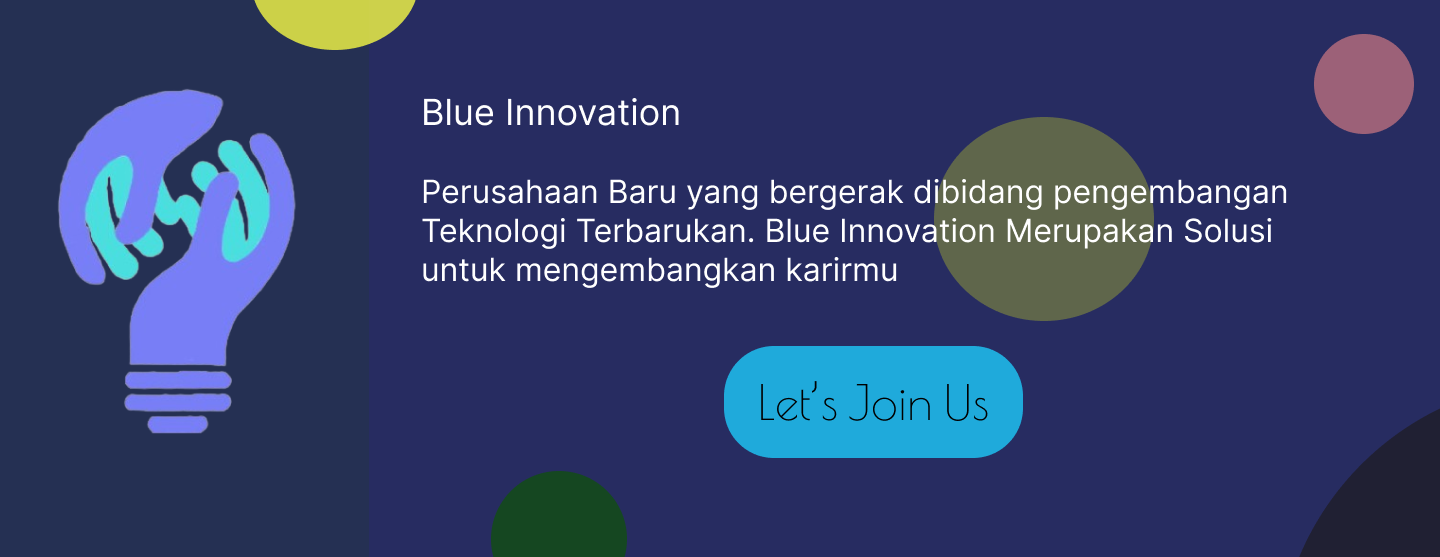 Blue Innovation
Perusahaan Baru yang bergerak dibidang pengembangan
Teknologi Terbarukan. Blue Innovation Merupakan Solusi
untuk mengembangkan karirmu
Let's Join Us